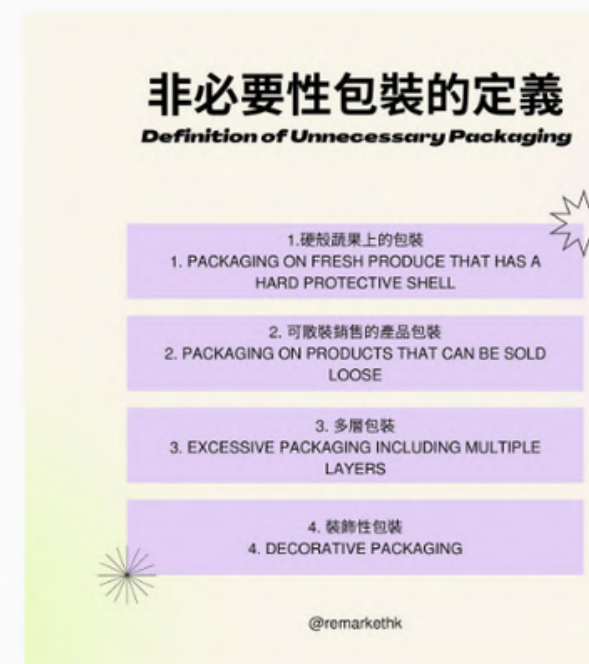 非必要性包裝的定義
Definition of Unnecessary Packaging
1.硬殼蔬果上的包裝
1. PACKAGING ON FRESH PRODUCE THAT HAS A
HARD PROTECTIVE SHELL
2. 可散裝銷售的產品包裝
2. PACKAGING ON PRODUCTS THAT CAN BE SOLD
LOOSE
3. 多層包裝
3. EXCESSIVE PACKAGING INCLUDING MULTIPLE
LAYERS
4. 裝飾性包裝
4. DECORATIVE PACKAGING
@remarkethk